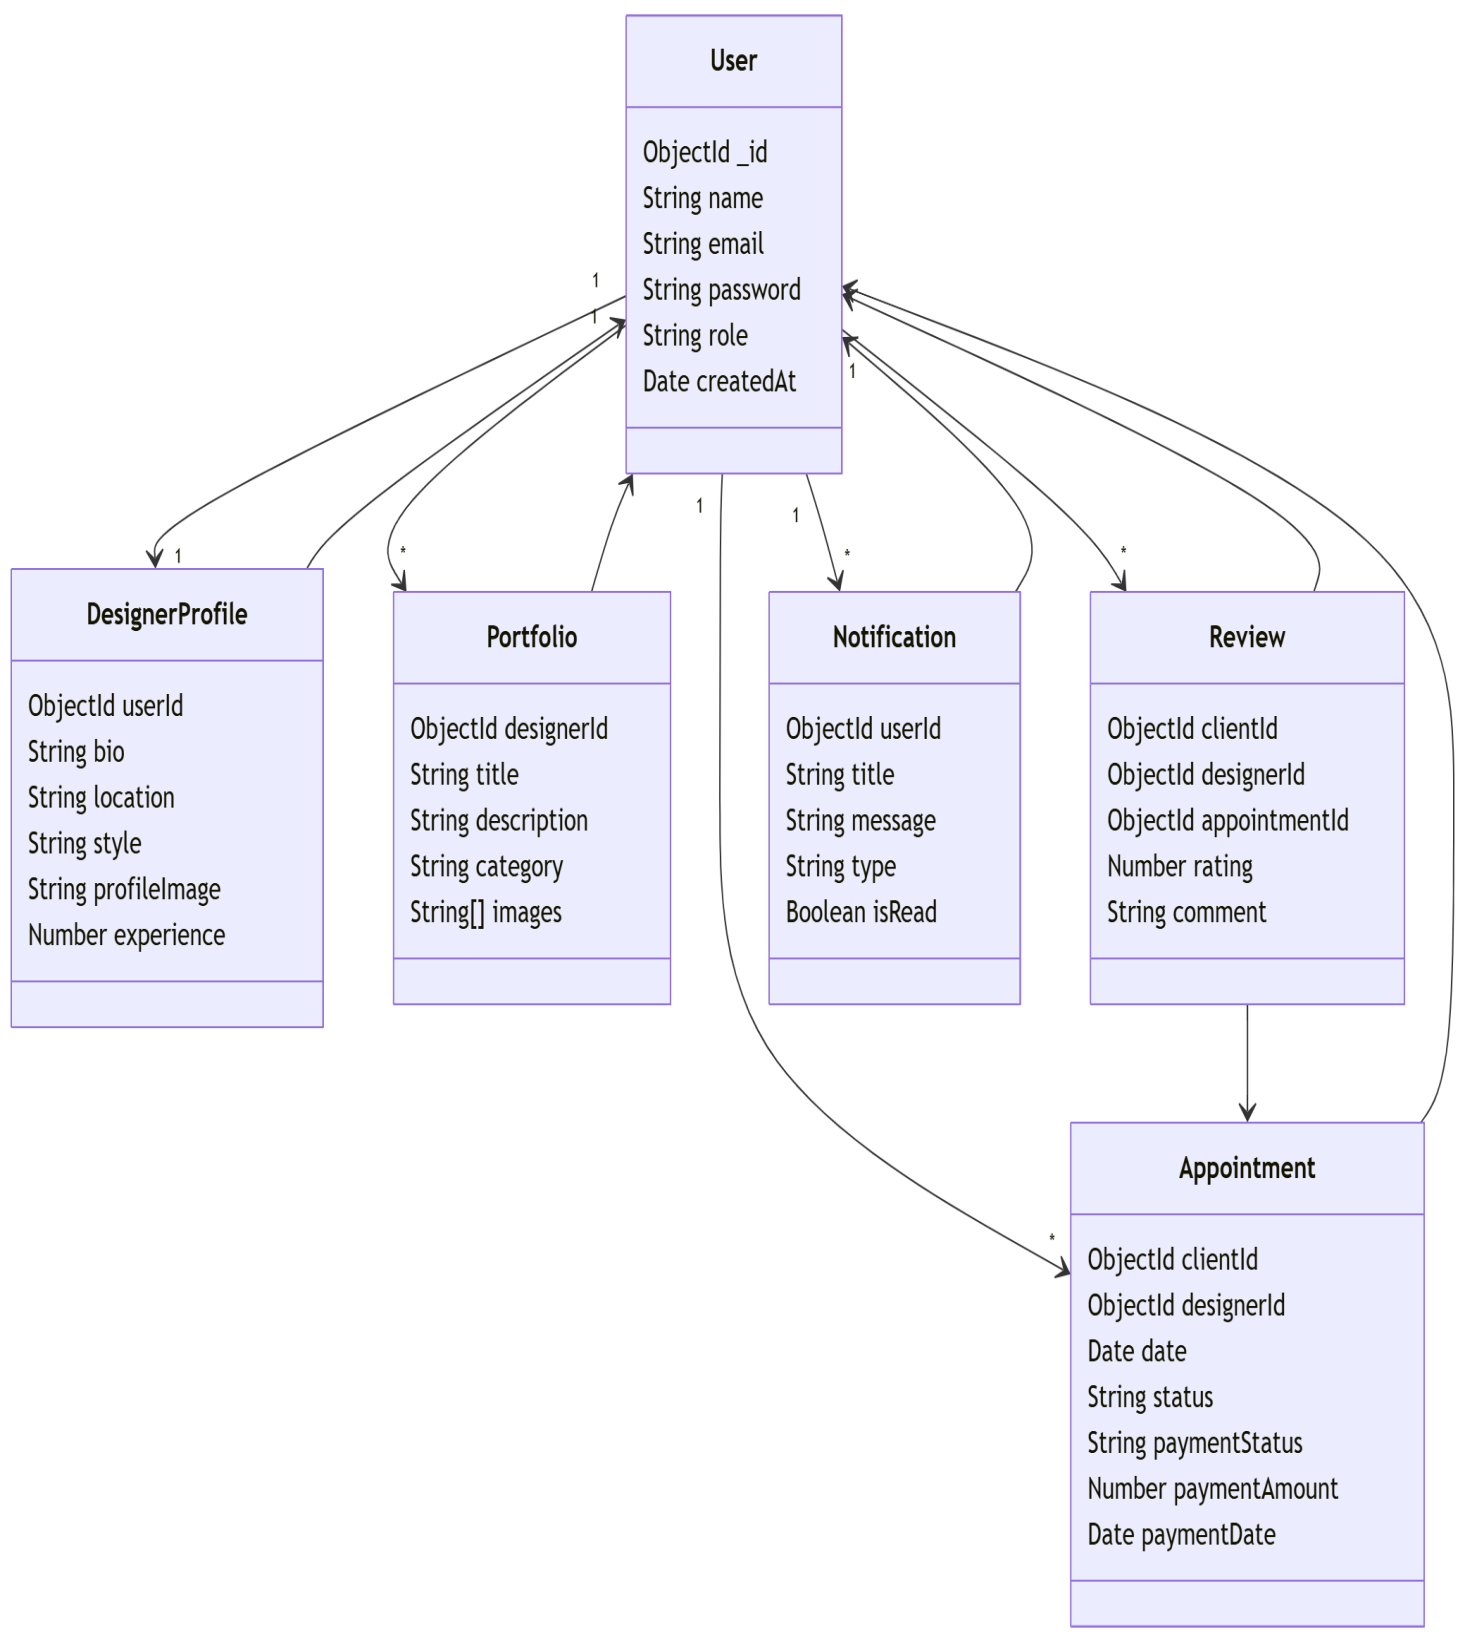 User
ObjectId _id
String name
String email
String password
String role
Date createdAt
1
1
1
1
1
1
*
*
*
DesignerProfile
ObjectId userId
String bio
String location
String style
String profileImage
Number experience
Portfolio
ObjectId designerId
String title
String description
String category
String[] images
Notification
ObjectId userId
String title
String message
String type
Boolean isRead
Review
ObjectId clientId
ObjectId designerId
ObjectId appointmentId
Number rating
String comment
*
Appointment
ObjectId clientId
ObjectId designerId
Date date
String status
String paymentStatus
Number paymentAmount
Date paymentDate